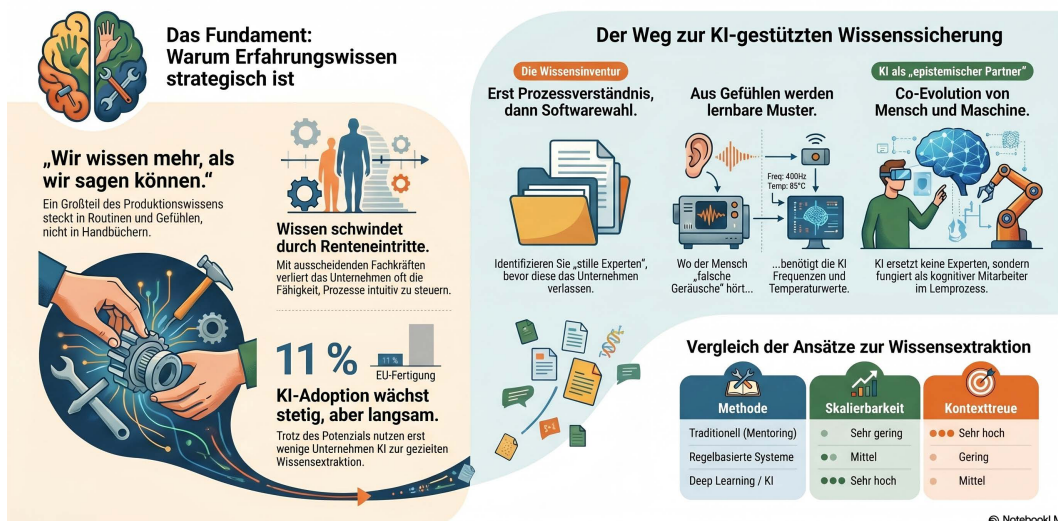 Das Fundament:
Warum Erfahrungswissen
strategisch ist
„Wir wissen mehr, als
wir sagen können.“
Ein Großteil des Produktionswissens
steckt in Routinen und Gefühlen,
nicht in Handbüchern.
Wissen schwindet
durch Renteneintritte.
Mit ausscheidenden Fachkräften
verliert das Unternehmen oft die
Fähigkeit, Prozesse intuitiv zu steuern.
11 %
11 %
EU-Fertigung
KI-Adoption wächst
stetig, aber langsam.
Trotz des Potenzials nutzen erst
wenige Unternehmen KI zur gezielten
Wissensextraktion.
Der Weg zur KI-gestützten Wissenssicherung
Die Wissensinventur
Erst Prozessverständnis,
dann Softwarewahl.
Identifizieren Sie „stille Experten“,
bevor diese das Unternehmen
verlassen.
Aus Gefühlen werden
lernbare Muster.
Freq: 400Hz
Temp: 85°C
Wo der Mensch
„falsche
Geräusche“ hört...
...benötigt die KI
Frequenzen und
Temperaturwerte.
KI als „epistemischer Partner“
Co-Evolution von
Mensch und Maschine.
KI ersetzt keine Experten, sondern
fungiert als kognitiver Mitarbeiter
im Lernprozess.
Vergleich der Ansätze zur Wissensextraktion
Methode Skalierbarkeit Kontexttreue
Traditionell (Mentoring) Sehr gering Sehr hoch
Regelbasierte Systeme Mittel Gering
Deep Learning / KI Sehr hoch Mittel